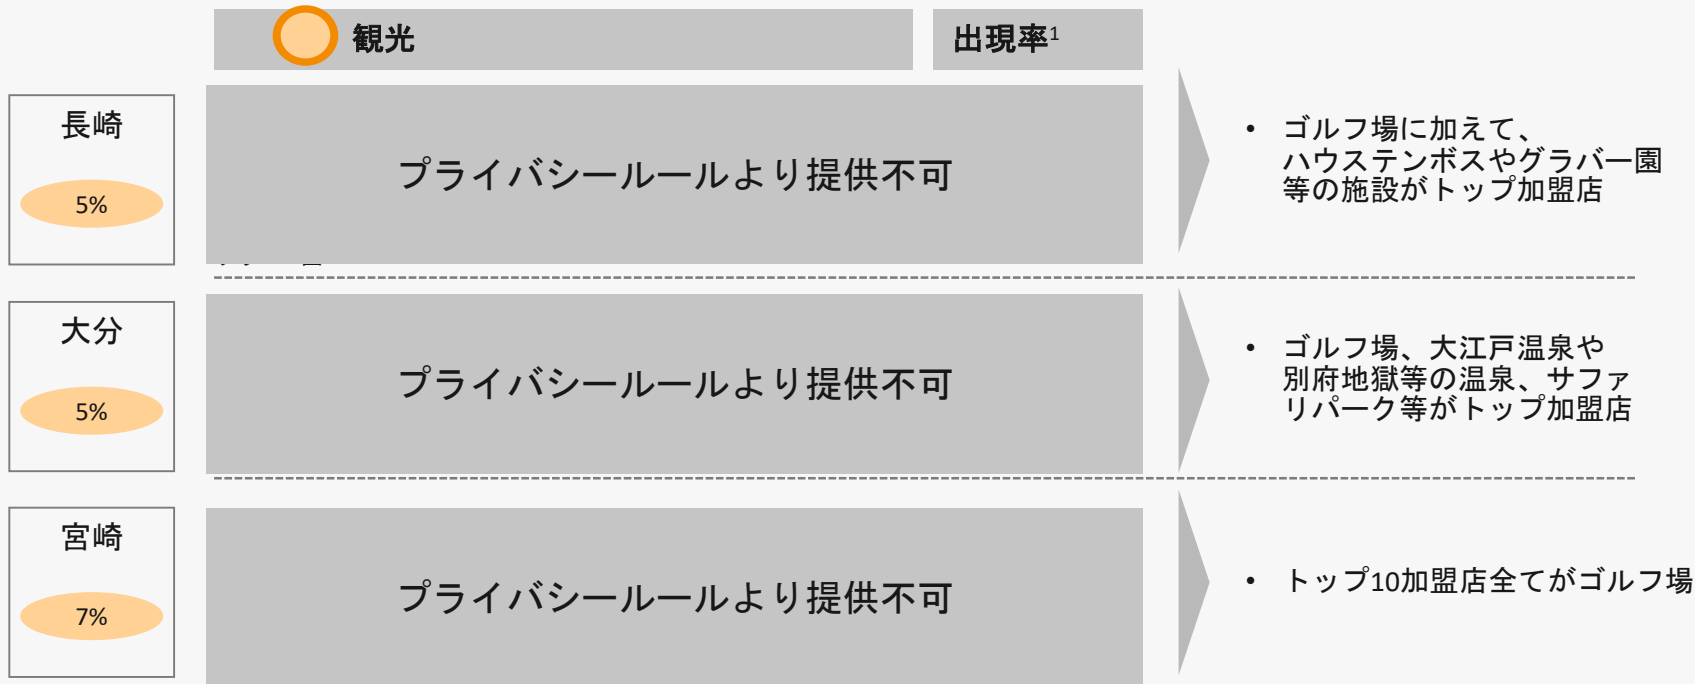 観光
出現率1
長崎
5%
プライバシールールより提供不可
• ゴルフ場に加えて、
ハウステンボスやグラバー園
等の施設がトップ加盟店
大分
5%
プライバシールールより提供不可
• ゴルフ場、大江戸温泉や
別府地獄等の温泉、サファ
リパーク等がトップ加盟店
宮崎
7%
プライバシールールより提供不可
• トップ10加盟店全てがゴルフ場